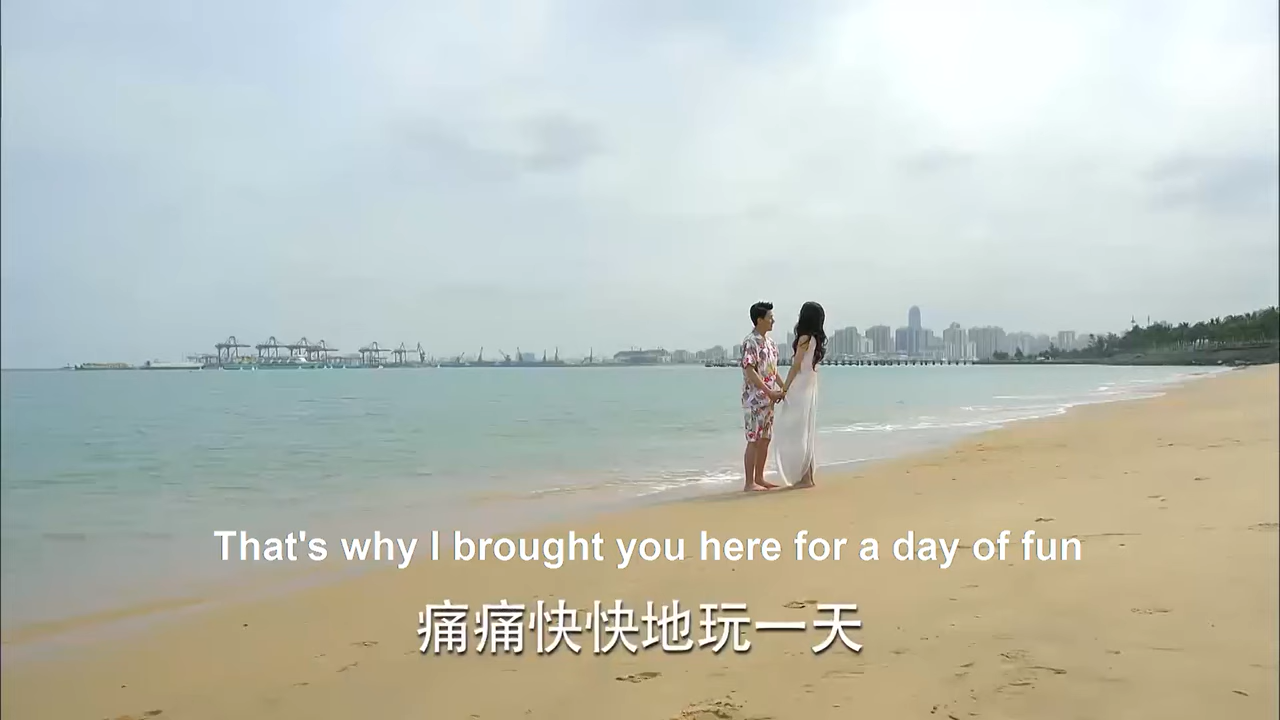 That's why I brought you here for a day of fun
痛痛快快地玩一天